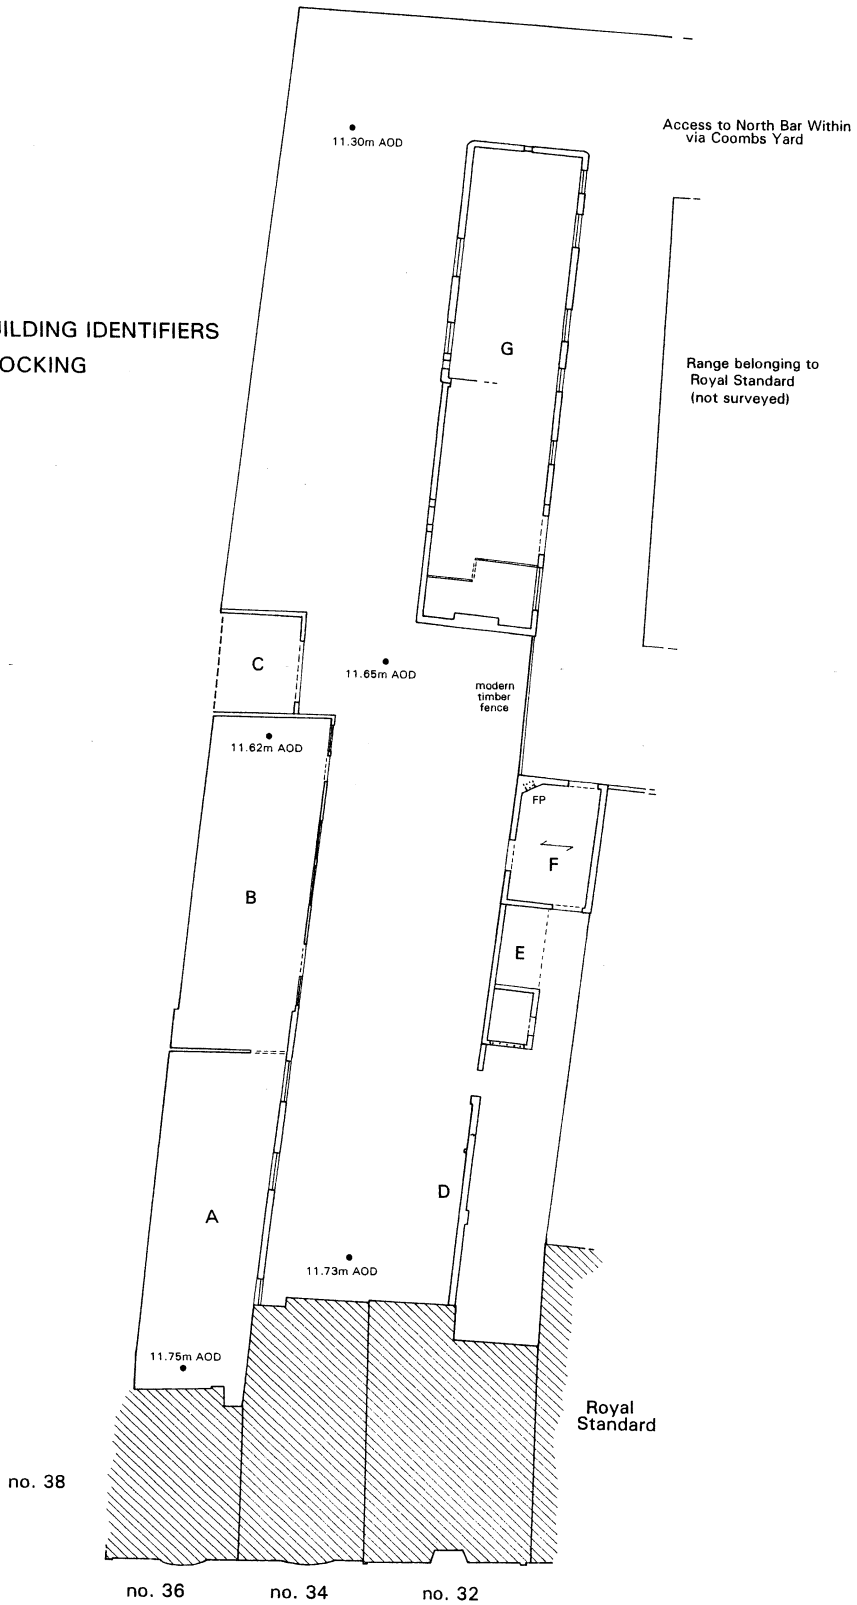 Access to North Bar Within
via Coombs Yard
11.30m AOD
UILDING IDENTIFIERS
OCKING
G
Range belonging to
Royal Standard
(not surveyed)
C
11.65m AOD
modern
timber
fence
11.62m AOD
FP
F
B
E
D
A
11.73m AOD
11.75m AOD
Royal
Standard
no. 38
no. 36
no. 34
no. 32